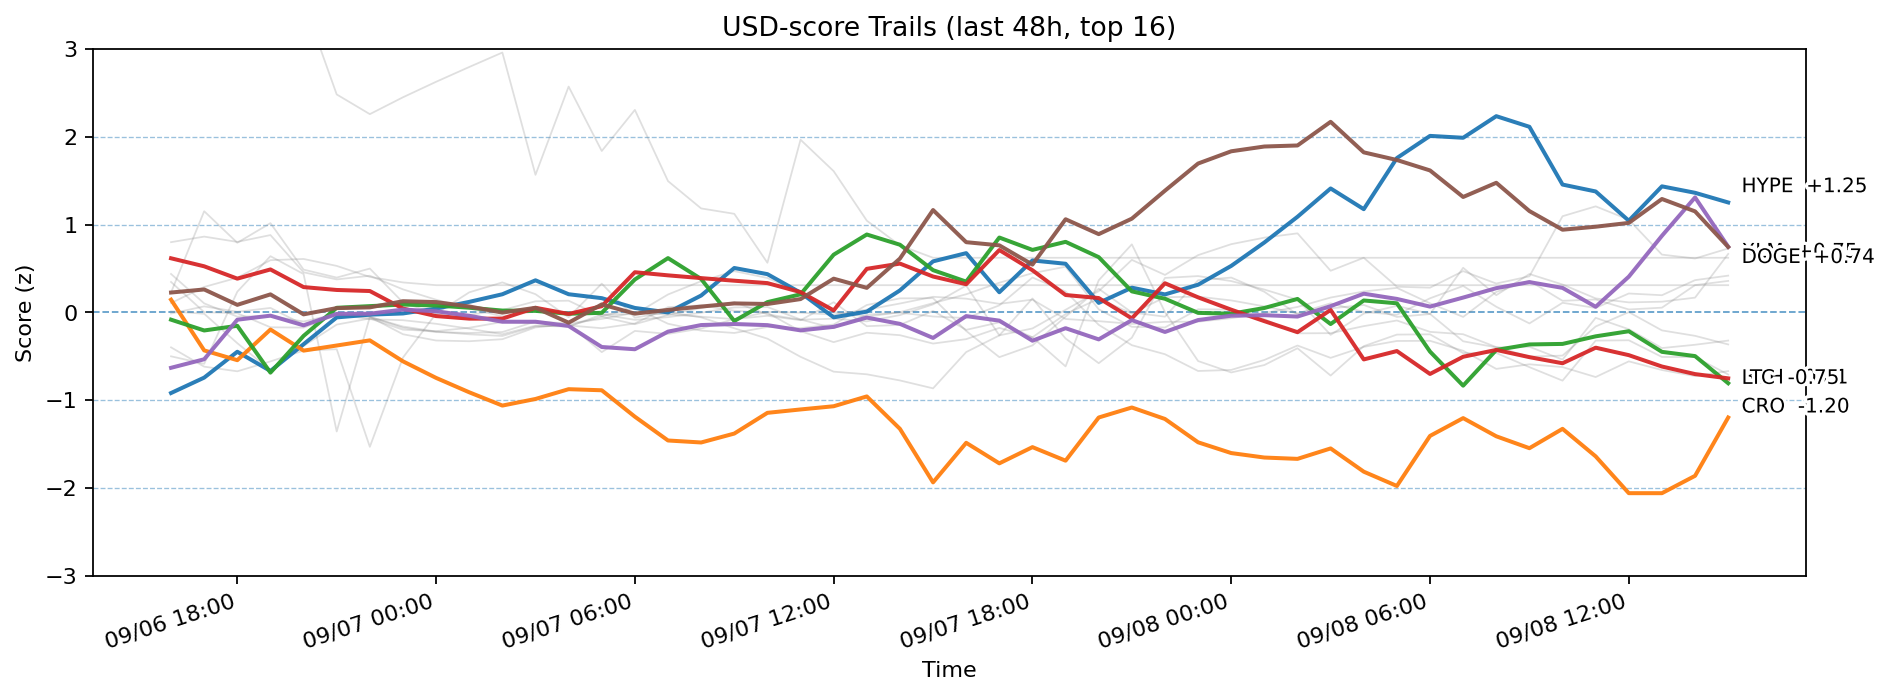 USD-score Trails (last 48h, top 16)
Score (z)
3
2
1
0
−1
−2
−3
HYPE +1.25
DOGE +0.74
CRO -1.20
09/06 18:00
09/07 00:00
09/07 06:00
09/07 12:00
09/07 18:00
09/08 00:00
09/08 06:00
09/08 12:00
Time